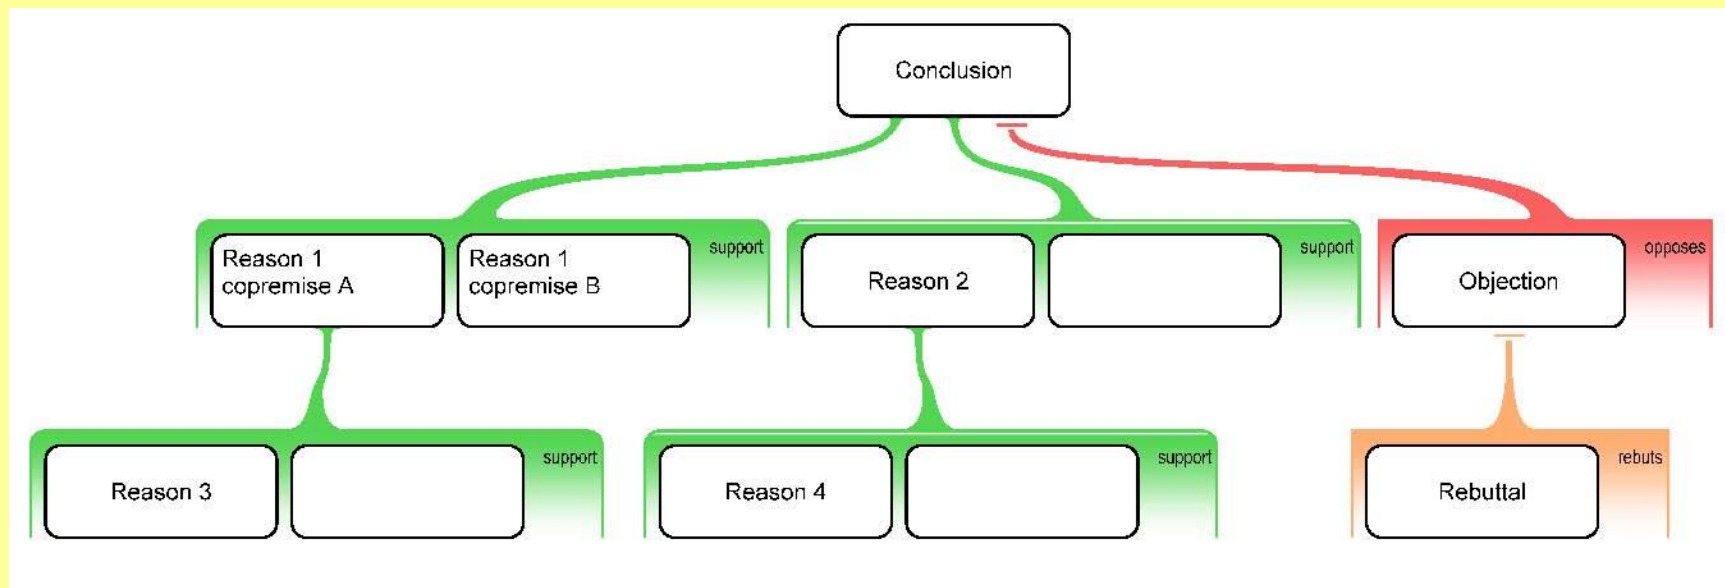 Conclusion
Reason 1
copremise A
Reason 1
copremise B
support
Reason 2
support
Objection
opposes
Reason 3
support
Reason 4
support
Rebuttal
rebuts